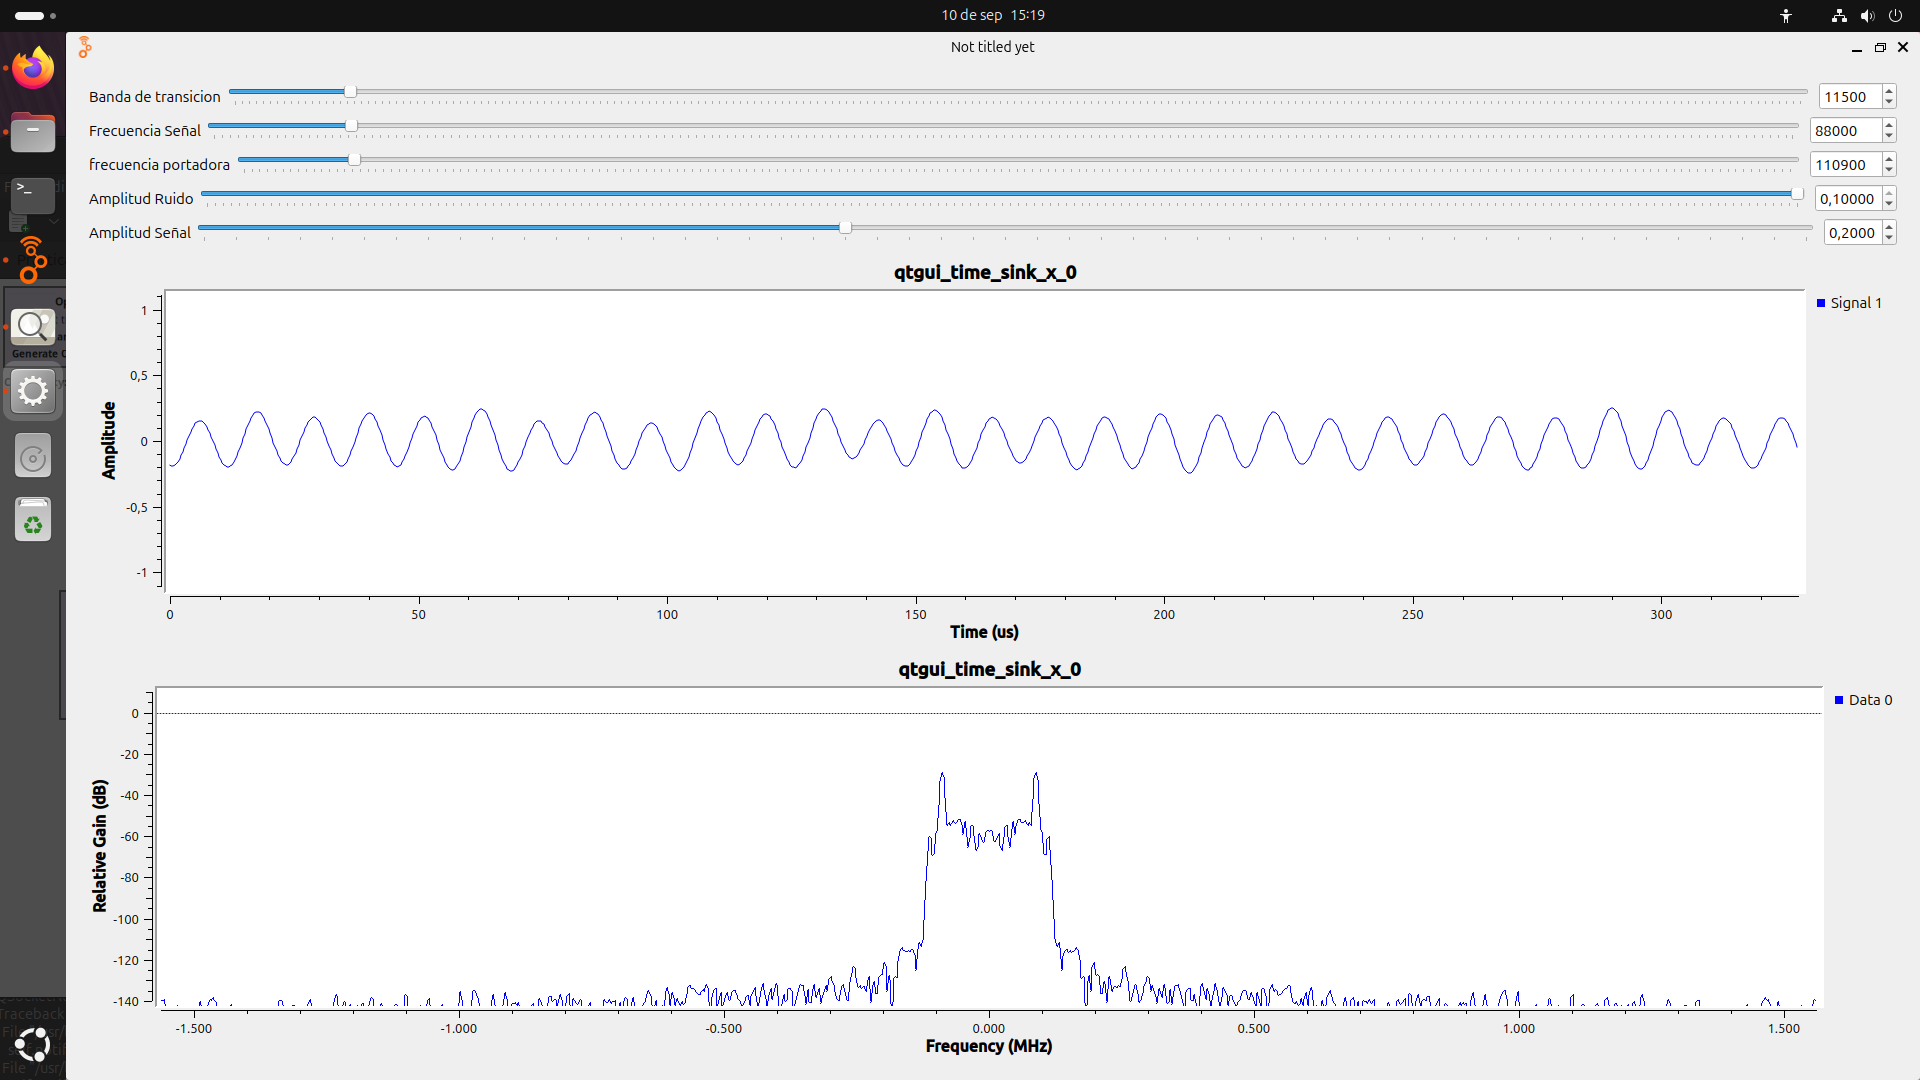 10 de sep 15:19
Not titled yet
Banda de transicion 11500
Frecuencia Señal 88000
frecuencia portadora 110900
Amplitud Ruido 0,10000
Amplitud Señal 0,2000
qtgui_time_sink_x_0
Signal 1
Amplitude
1
0,5
0
-0,5
-1
0 50 100 150 200 250 300
Time (us)
qtgui_time_sink_x_0
Data 0
Relative Gain (dB)
0
-20
-40
-60
-80
-100
-120
-140
-1.500 -1.000 -0.500 0.000 0.500 1.000 1.500
Frequency (MHz)
>_
Generate
Traceback
File
File